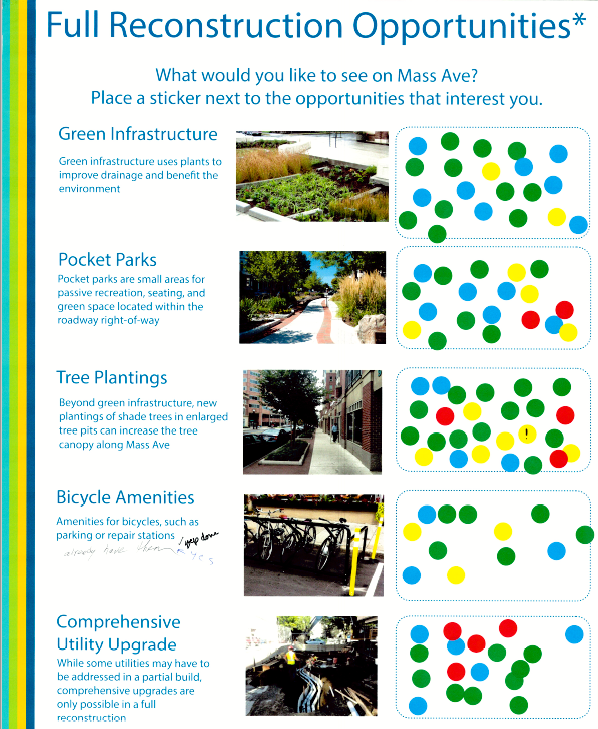 Full Reconstruction Opportunities*
What would you like to see on Mass Ave?
Place a sticker next to the opportunities that interest you.
Green Infrastructure
Green infrastructure uses plants to
improve drainage and benefit the
environment
Pocket Parks
Pocket parks are small areas for
passive recreation, seating, and
green space located within the
roadway right-of-way
Tree Plantings
Beyond green infrastructure, new
plantings of shade trees in enlarged
tree pits can increase the tree
canopy along Mass Ave
!
Bicycle Amenities
Amenities for bicycles, such as
parking or repair stations
already have them
yes
Comprehensive
Utility Upgrade
While some utilities may have to
be addressed in a partial build,
comprehensive upgrades are
only possible in a full
reconstruction